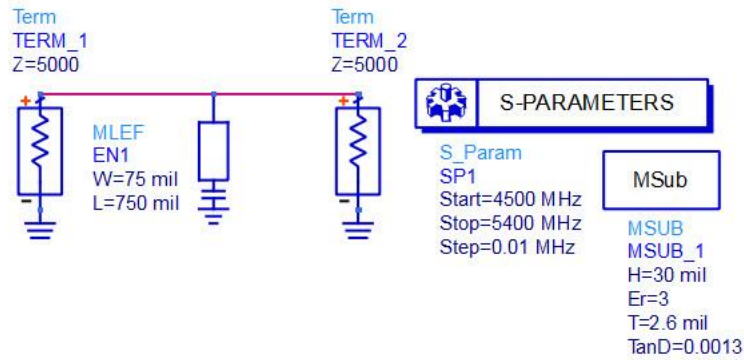 Term
TERM_1
Z=5000
Term
TERM_2
Z=5000
+
-
MLEF
EN1
W=75 mil
L=750 mil
+
-
S-PARAMETERS
S_Param
SP1
Start=4500 MHz
Stop=5400 MHz
Step=0.01 MHz
MSub
MSUB
MSUB_1
H=30 mil
Er=3
T=2.6 mil
TanD=0.0013